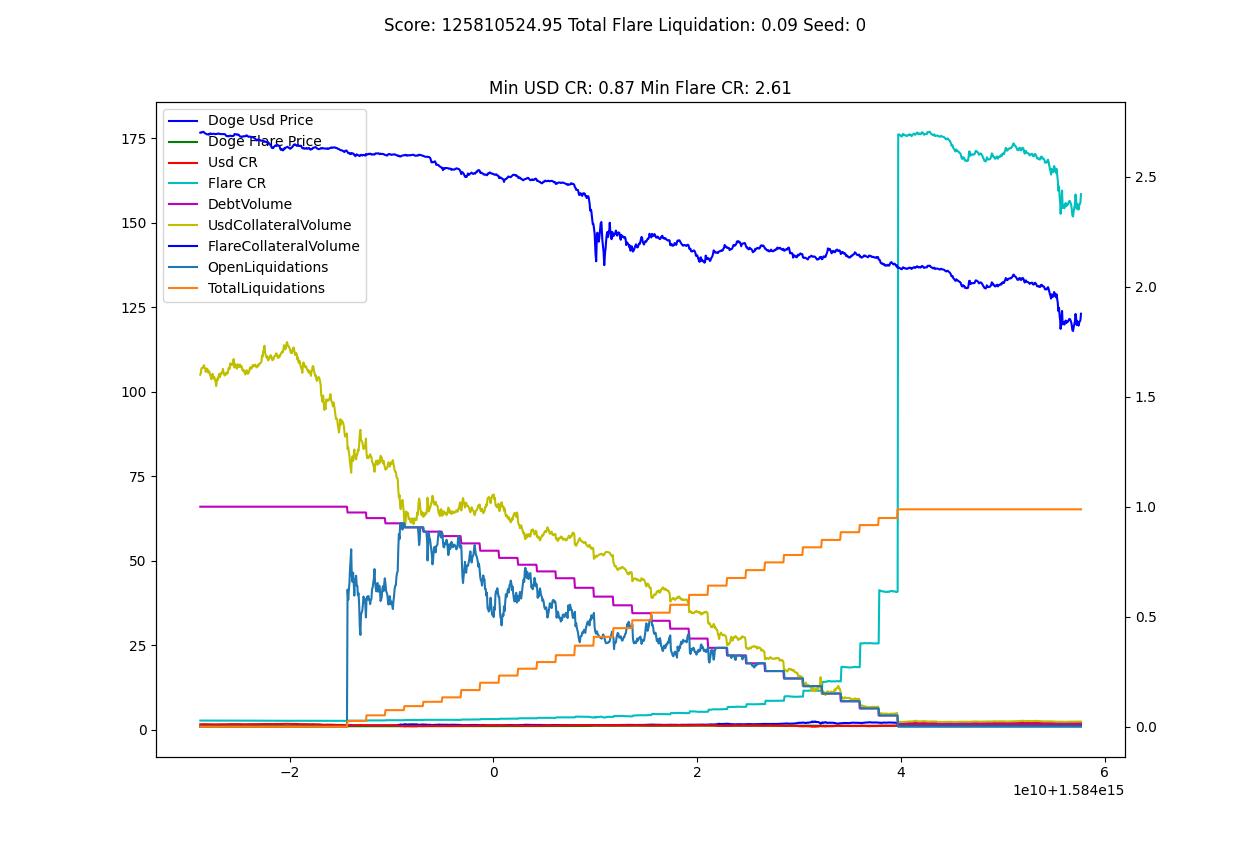 Score: 125810524.95 Total Flare Liquidation: 0.09 Seed: 0
Min USD CR: 0.87 Min Flare CR: 2.61
Doge Usd Price
Doge Flare Price
Usd CR
Flare CR
DebtVolume
UsdCollateralVolume
FlareCollateralVolume
OpenLiquidations
TotalLiquidations
175
150
125
100
75
50
25
0
2.5
2.0
1.5
1.0
0.5
0.0
−2
0
2
4
6
1e10+1.584e15